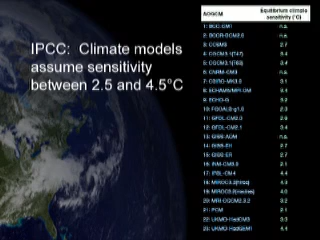 IPCC:  Climate models
assume sensitivity
between 2.5 and 4.5°C
AOGCM
Equilibrium climate
sensitivity (°C)
1: BCC-CM1 n.a.
2: BCCR-BCM2.0 n.a.
3: CCSM3 2.7
4: CGCM3.1(T47) 3.4
5: CGCM3.1(T63) 3.4
6: CNRM-CM3 n.a.
7: CSIRO-MK3.0 3.1
8: ECHAM5/MPI-OM 3.4
9: ECHO-G 3.2
10: FGOALS-g1.0 2.3
11: GFDL-CM2.0 2.9
12: GFDL-CM2.1 3.4
13: GISS-AOM n.a.
14: GISS-EH 2.7
15: GISS-ER 2.7
16: INM-CM3.0 2.1
17: IPSL-CM4 4.4
18: MIROC3.2(hires) 4.3
19: MIROC3.2(medres) 4.0
20: MRI-CGCM2.3.2 3.2
21: PCM 2.1
22: UKMO-HadCM3 3.3
23: UKMO-HadGEM1 4.4